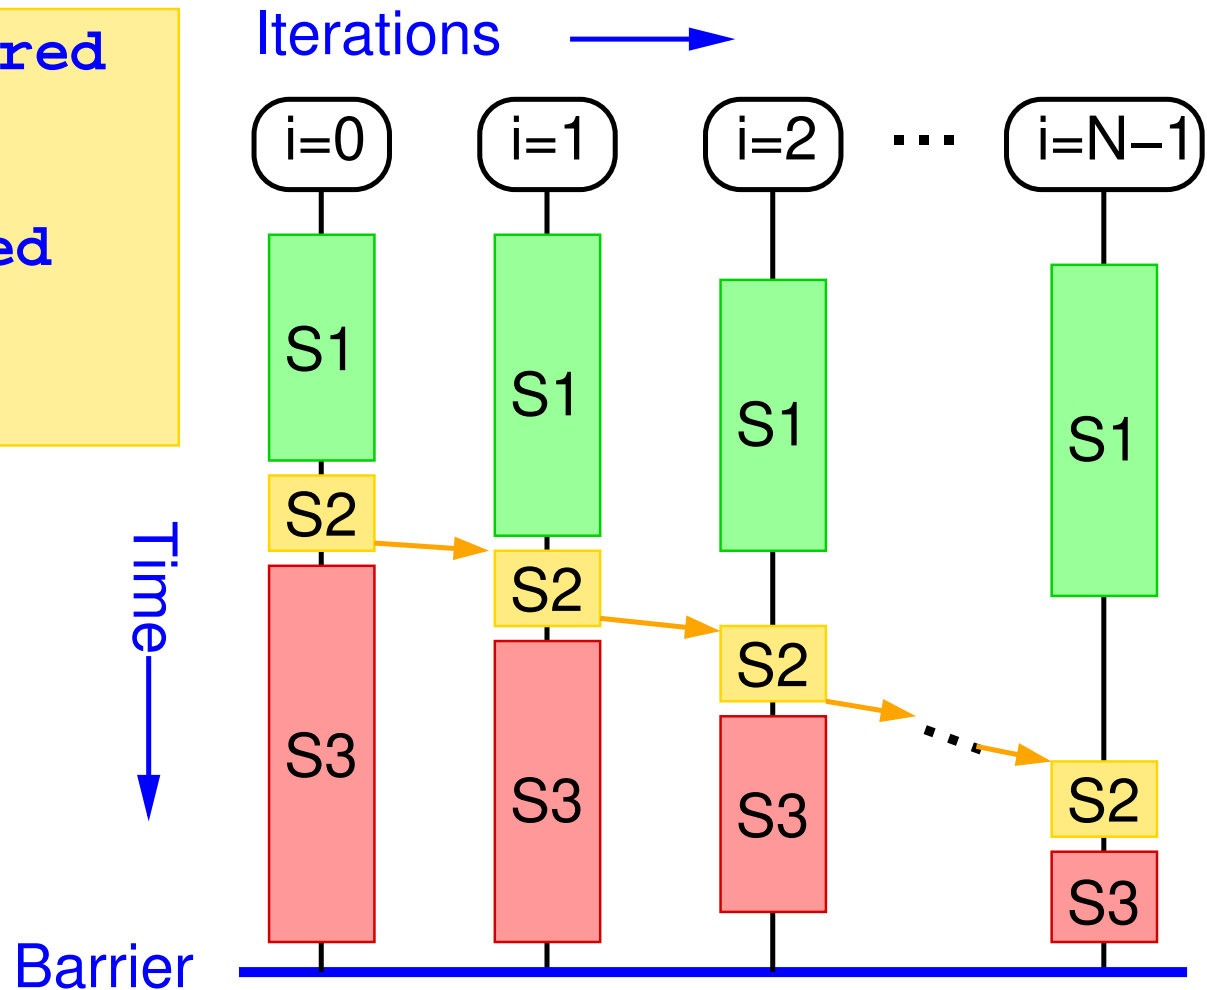 red
ed
Iterations
i=0 i=1 i=2 ... i=N−1
S1 S1 S1 S1
S2 S2 S2 S2
S3 S3 S3 S3
Time
Barrier